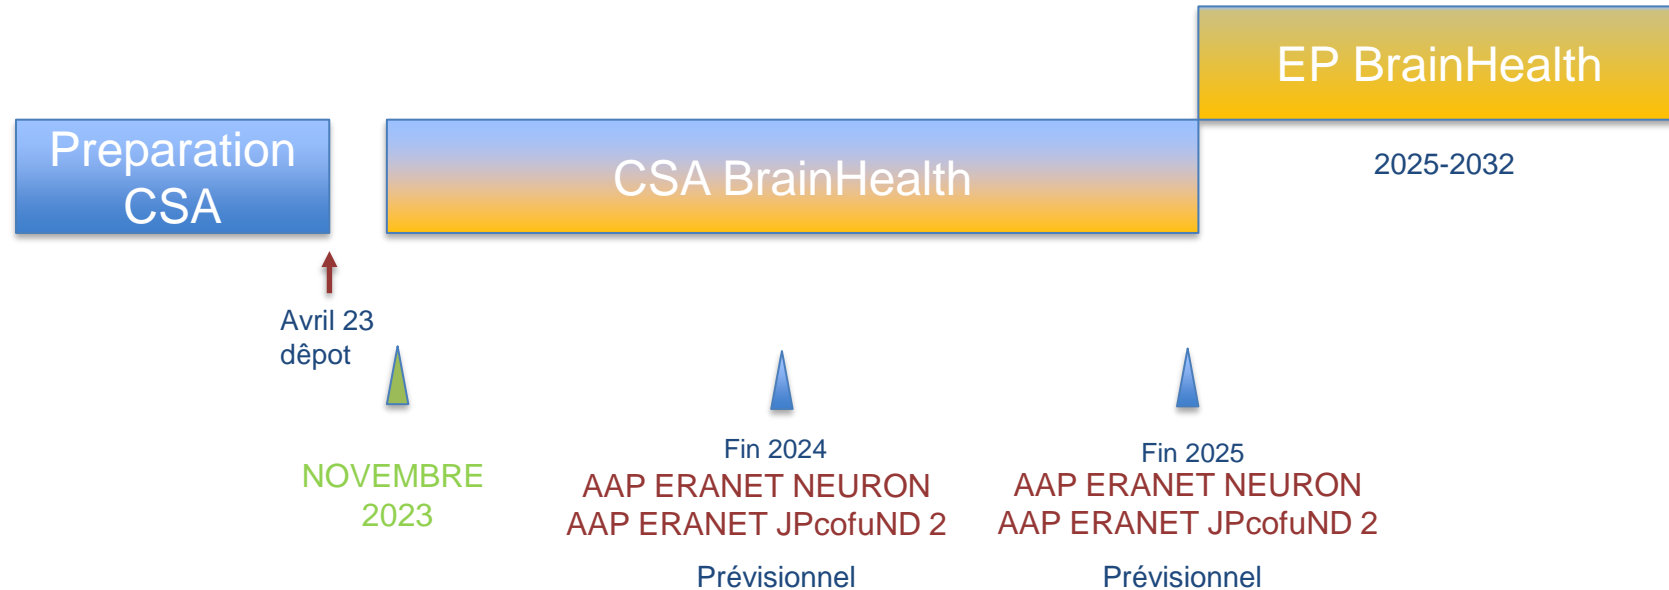 EP BrainHealth
Preparation
CSA
CSA BrainHealth
2025-2032
Avril 23
dêpot
NOVEMBRE
2023
Fin 2024
AAP ERANET NEURON
AAP ERANET JPcofuND 2
Prévisionnel
Fin 2025
AAP ERANET NEURON
AAP ERANET JPcofuND 2
Prévisionnel